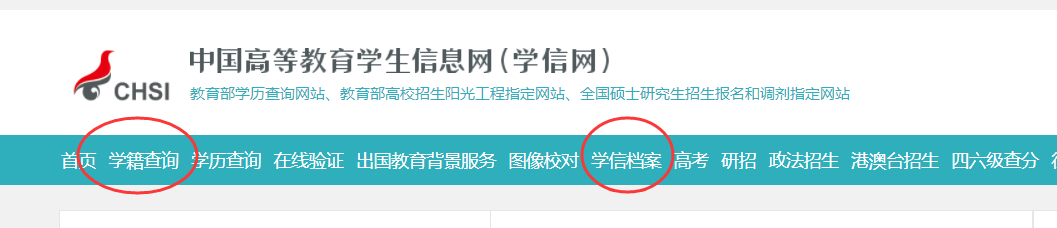 中国高等教育学生信息网(学信网)
CHSI
教育部学历查询网站、教育部高校招生阳光工程指定网站、全国硕士研究生招生报名和调剂指定网站
首页 学籍查询 学历查询 在线验证 出国教育背景服务 图像校对 学信档案 高考 研招 政法招生 港澳台招生 四六级查分